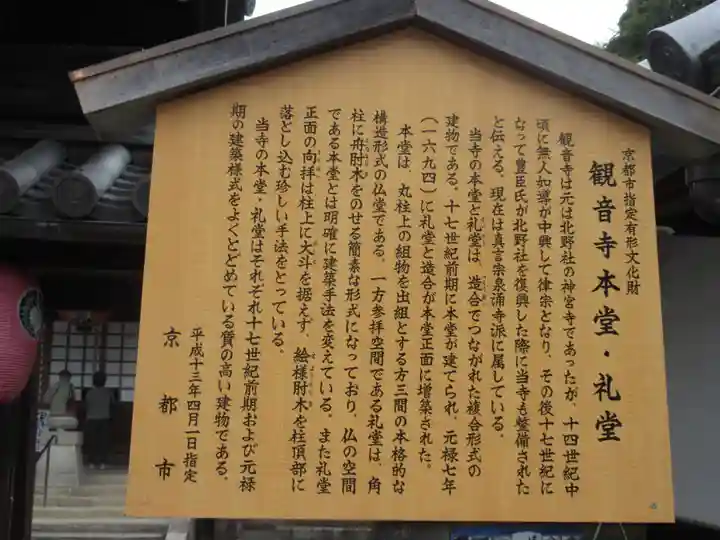 京都市指定有形文化財
観音寺本堂・礼堂
観音寺は元は北野社の神宮寺であったが、十四世紀中
頃に無人如導が中興して律宗となり、その後十七世紀に
なって豊臣氏が北野社を復興した際に当寺も整備された
と伝える。現在は真言宗泉涌寺派に属している。
当寺の本堂と礼堂は、造合でつながれた複合形式の
建物である。十七世紀前期に本堂が建てられ、元禄七年
(一六九四)に礼堂と造合が本堂正面に増築された。
本堂は、丸柱上の組物を出組とする方三間の本格的な
構造形式の仏堂である。一方参拝空間である礼堂は、角
柱に舟肘木をのせる簡素な形式になっており、仏の空間
である本堂とは明確に建築手法を変えている。また礼堂
正面の向拝は柱上に大斗を据えず、絵様肘木を柱頂部に
落とし込む珍しい手法をとっている。
当寺の本堂・礼堂はそれぞれ十七世紀前期および元禄
期の建築様式をよくとどめている質の高い建物である。
平成十三年四月一日指定
京都市